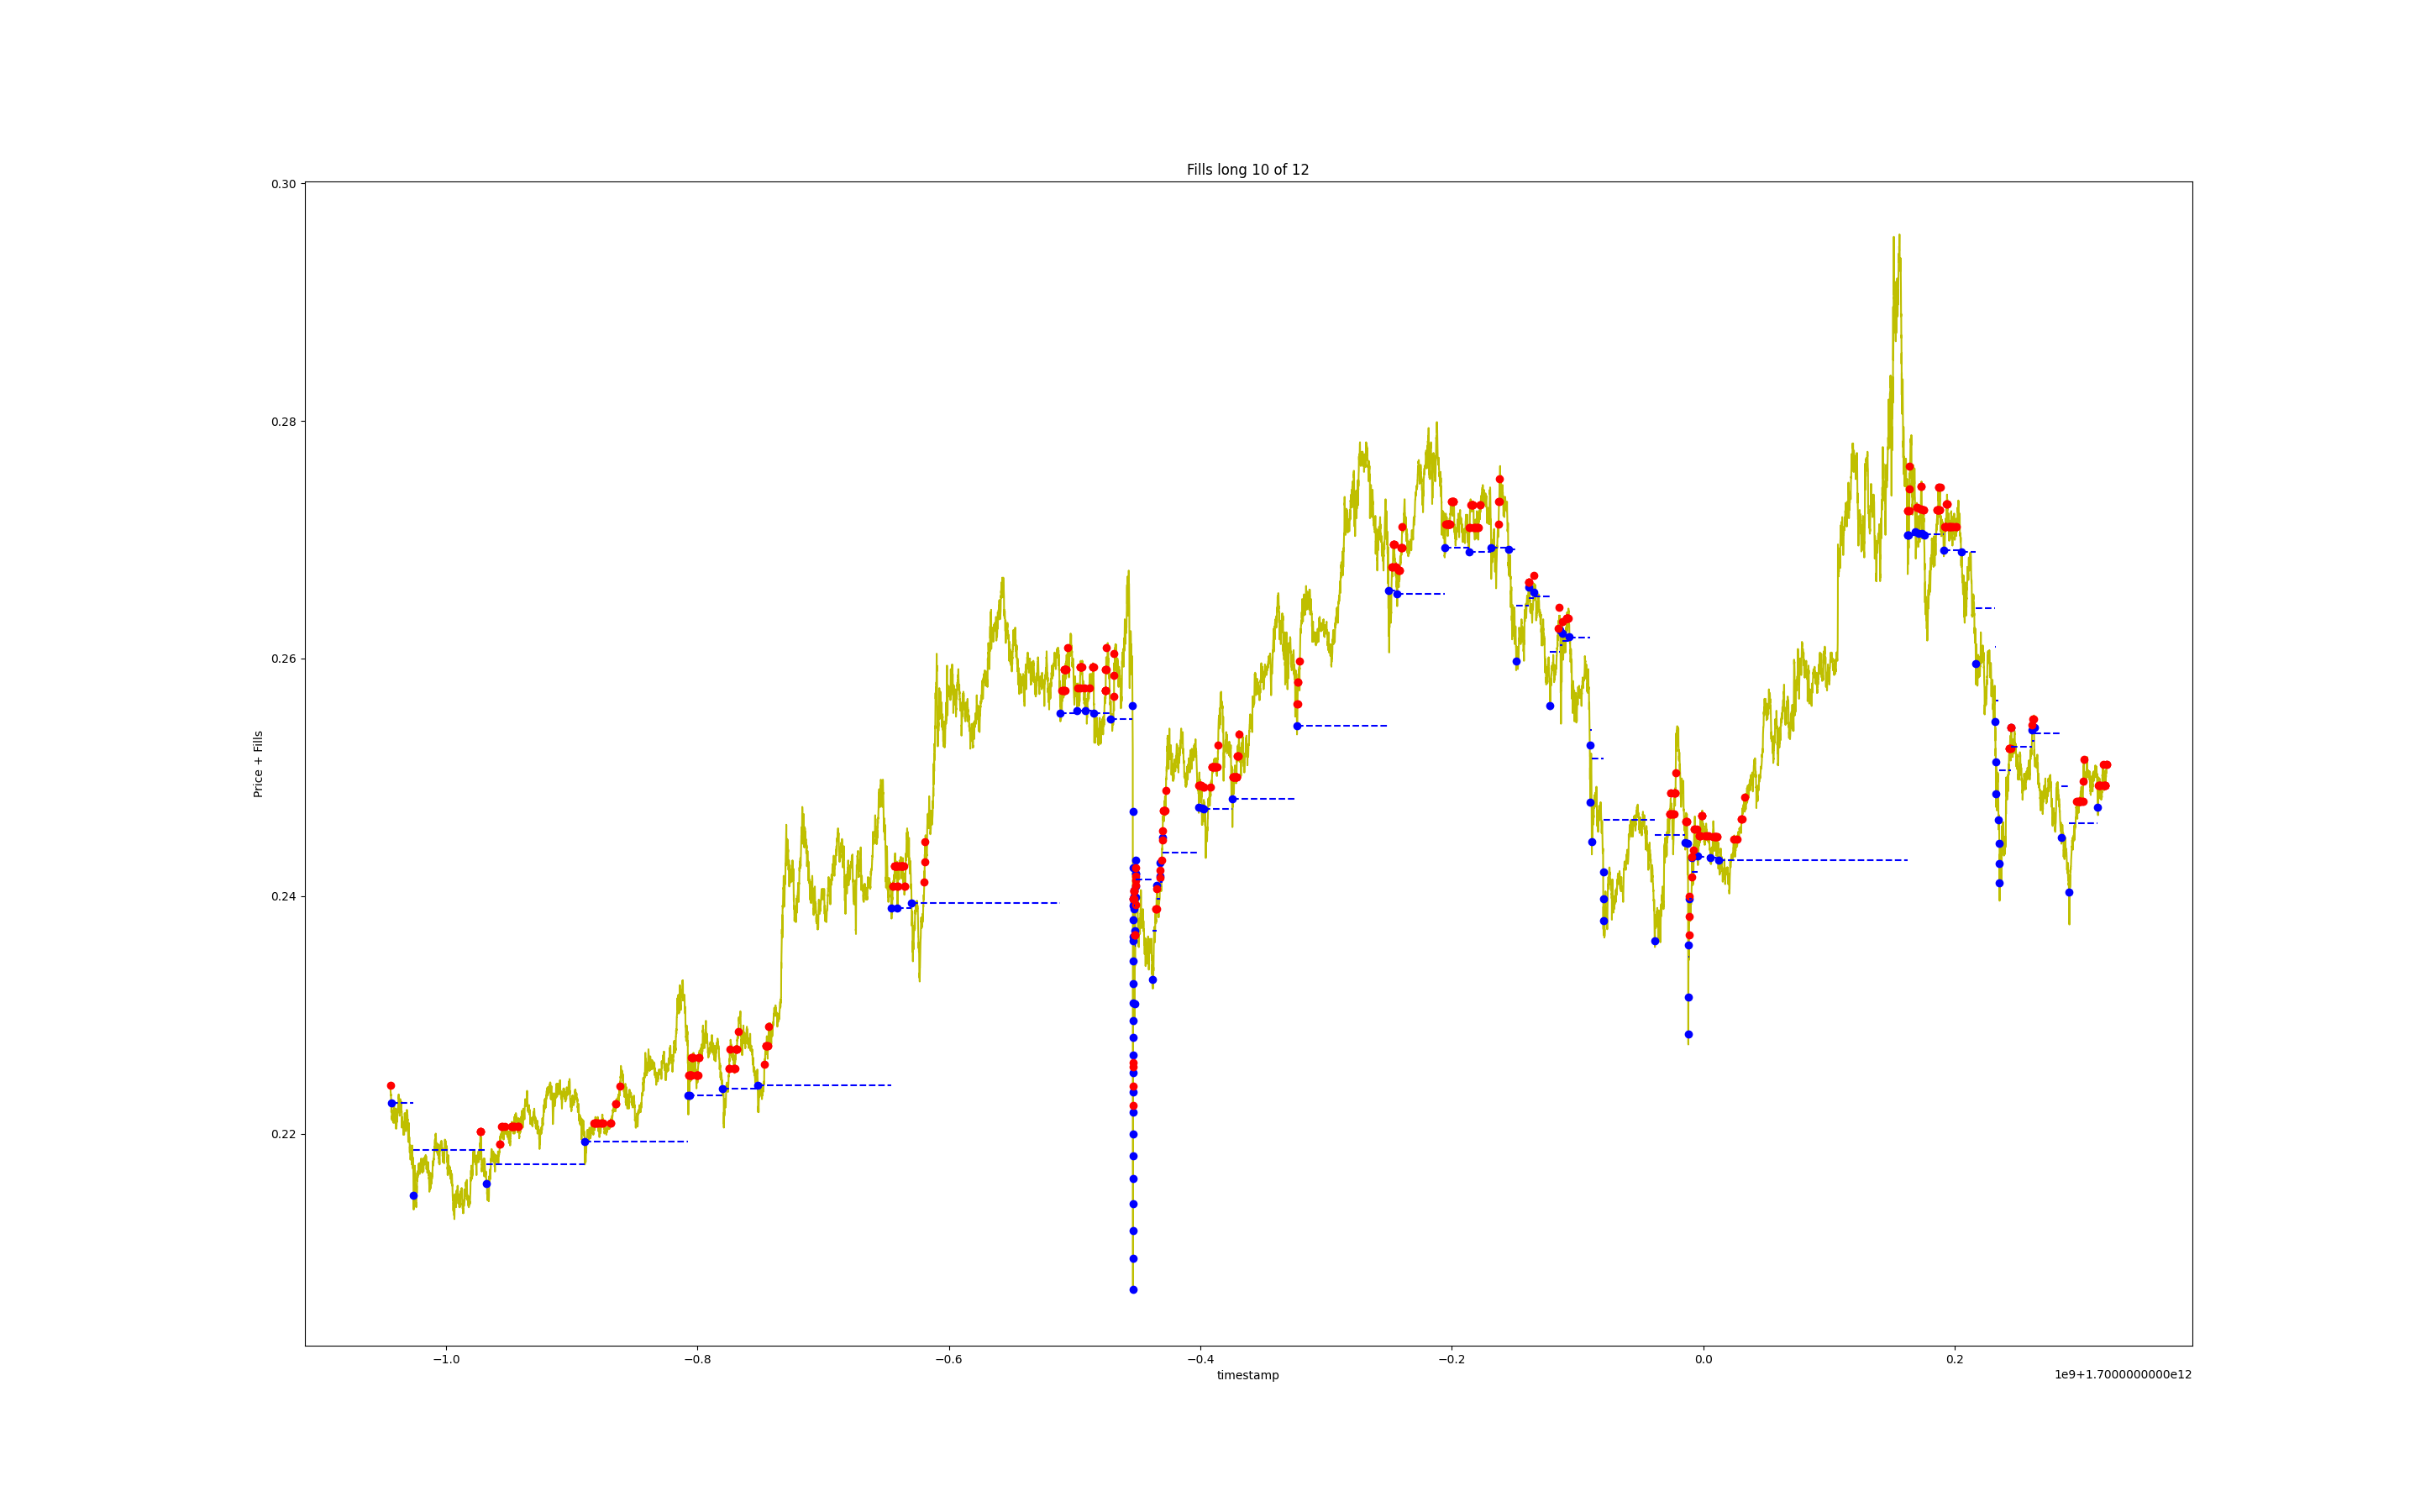 Fills long 10 of 12
0.30
0.28
0.26
0.24
0.22
Price + Fills
−1.0 −0.8 −0.6 −0.4 −0.2 0.0 0.2
timestamp
1e9+1.7000000000e12